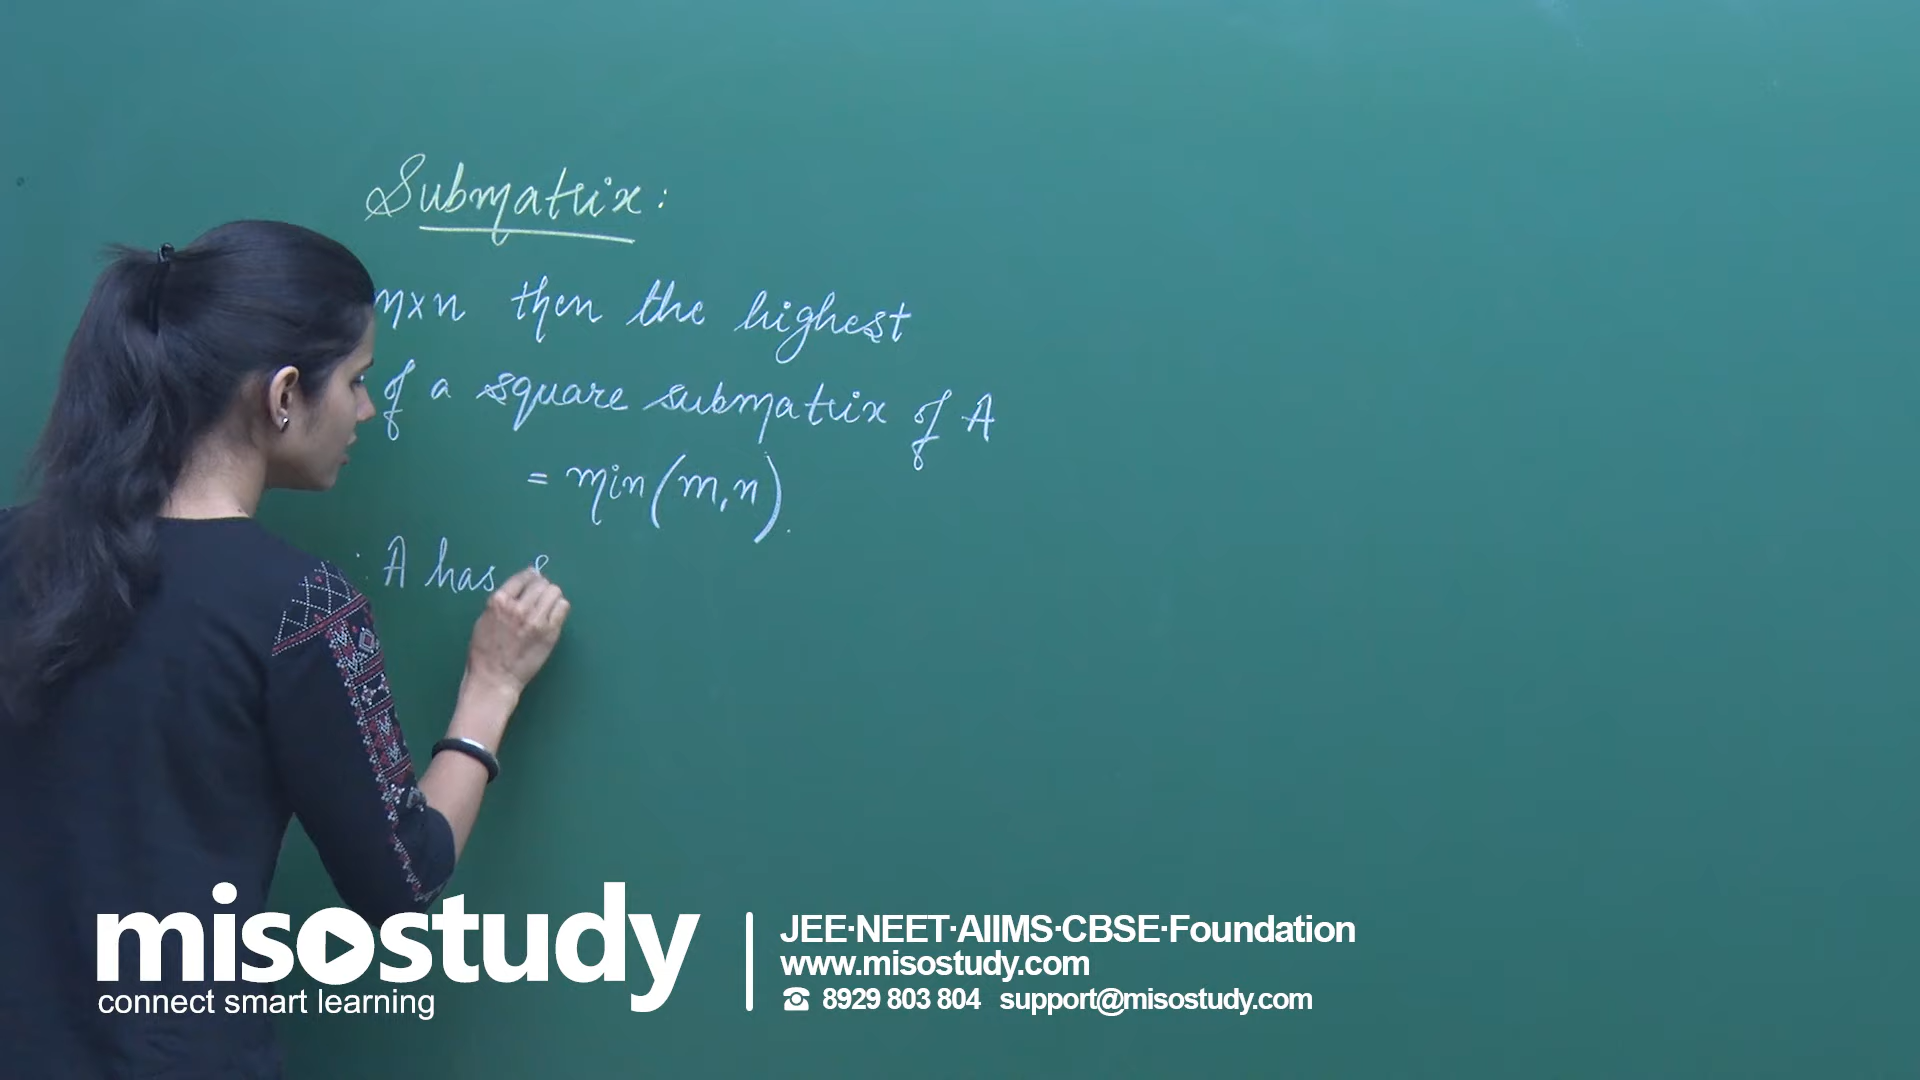 Submatrix:
mxn then the highest
of a square submatrix of A
= min(m,n).
: A has
misostudy
connect smart learning
JEE·NEET·AIIMS·CBSE·Foundation
www.misostudy.com
☎ 8929 803 804 support@misostudy.com